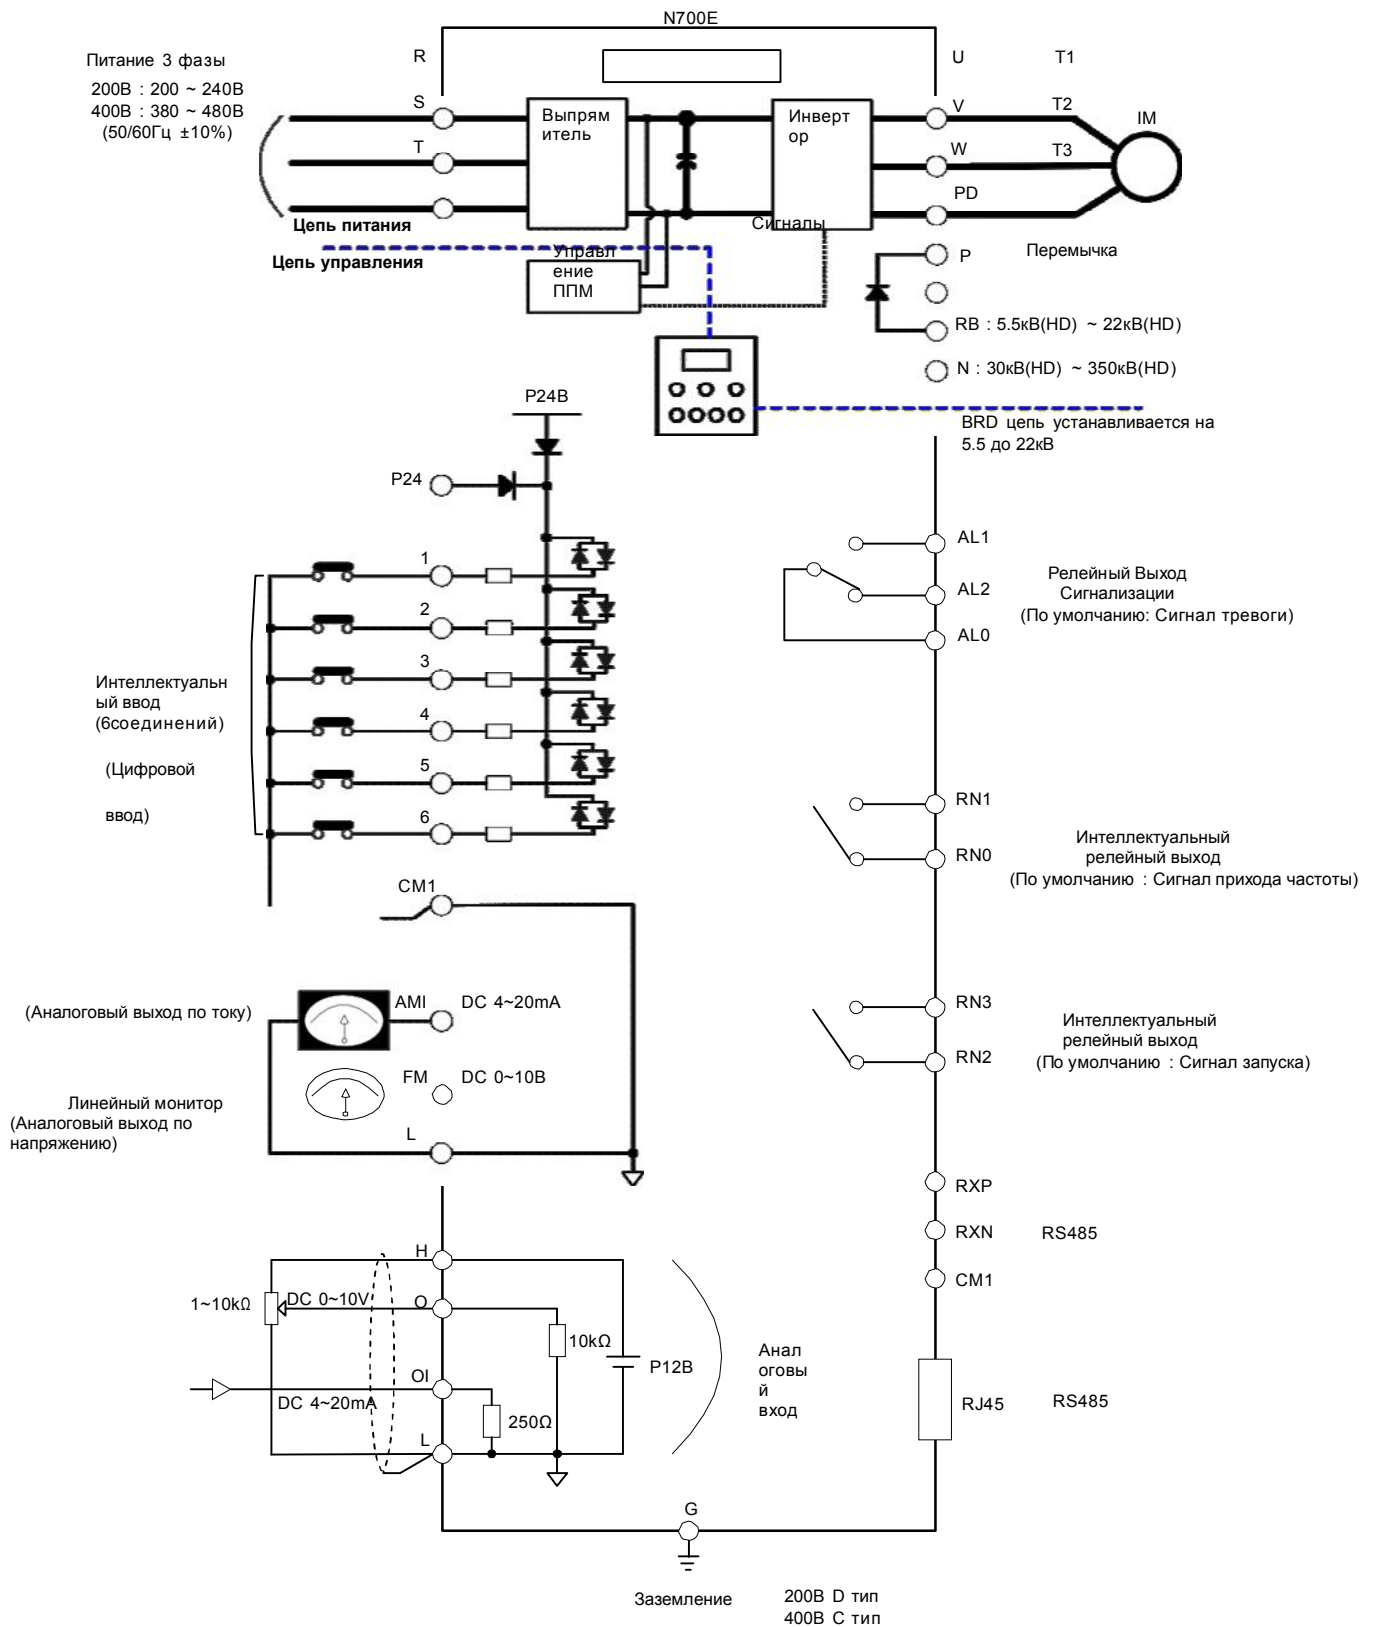 N700E
Питание 3 фазы
200В : 200 ~ 240В
400В : 380 ~ 480В
(50/60Гц ±10%)
R
S
T
Выпрям
итель
Инверт
ор
U
V
W
PD
T1
T2
T3
IM
Цепь питания
Цепь управления
Сигналы
Управл
ение
ППМ
P
Перемычка
RB : 5.5кВ(HD) ~ 22кВ(HD)
N : 30кВ(HD) ~ 350кВ(HD)
BRD цепь устанавливается на
5.5 до 22кВ
P24В
P24
1
2
3
4
5
6
Интеллектуальн
ый ввод
(6соединений)
(Цифровой
ввод)
CM1
AL1
AL2
AL0
Релейный Выход
Сигнализации
(По умолчанию: Сигнал тревоги)
RN1
RN0
Интеллектуальный
релейный выход
(По умолчанию : Сигнал прихода частоты)
(Аналоговый выход по току)
AMI
DC 4~20mA
FM
DC 0~10В
Линейный монитор
(Аналоговый выход по
напряжению)
L
RN3
RN2
Интеллектуальный
релейный выход
(По умолчанию : Сигнал запуска)
RXP
RXN
RS485
CM1
H
1~10kΩ
DC 0~10V
O
10kΩ
P12В
OI
DC 4~20mA
250Ω
L
Анал
оговы
й
вход
RJ45
RS485
G
Заземление
200В D тип
400В C тип